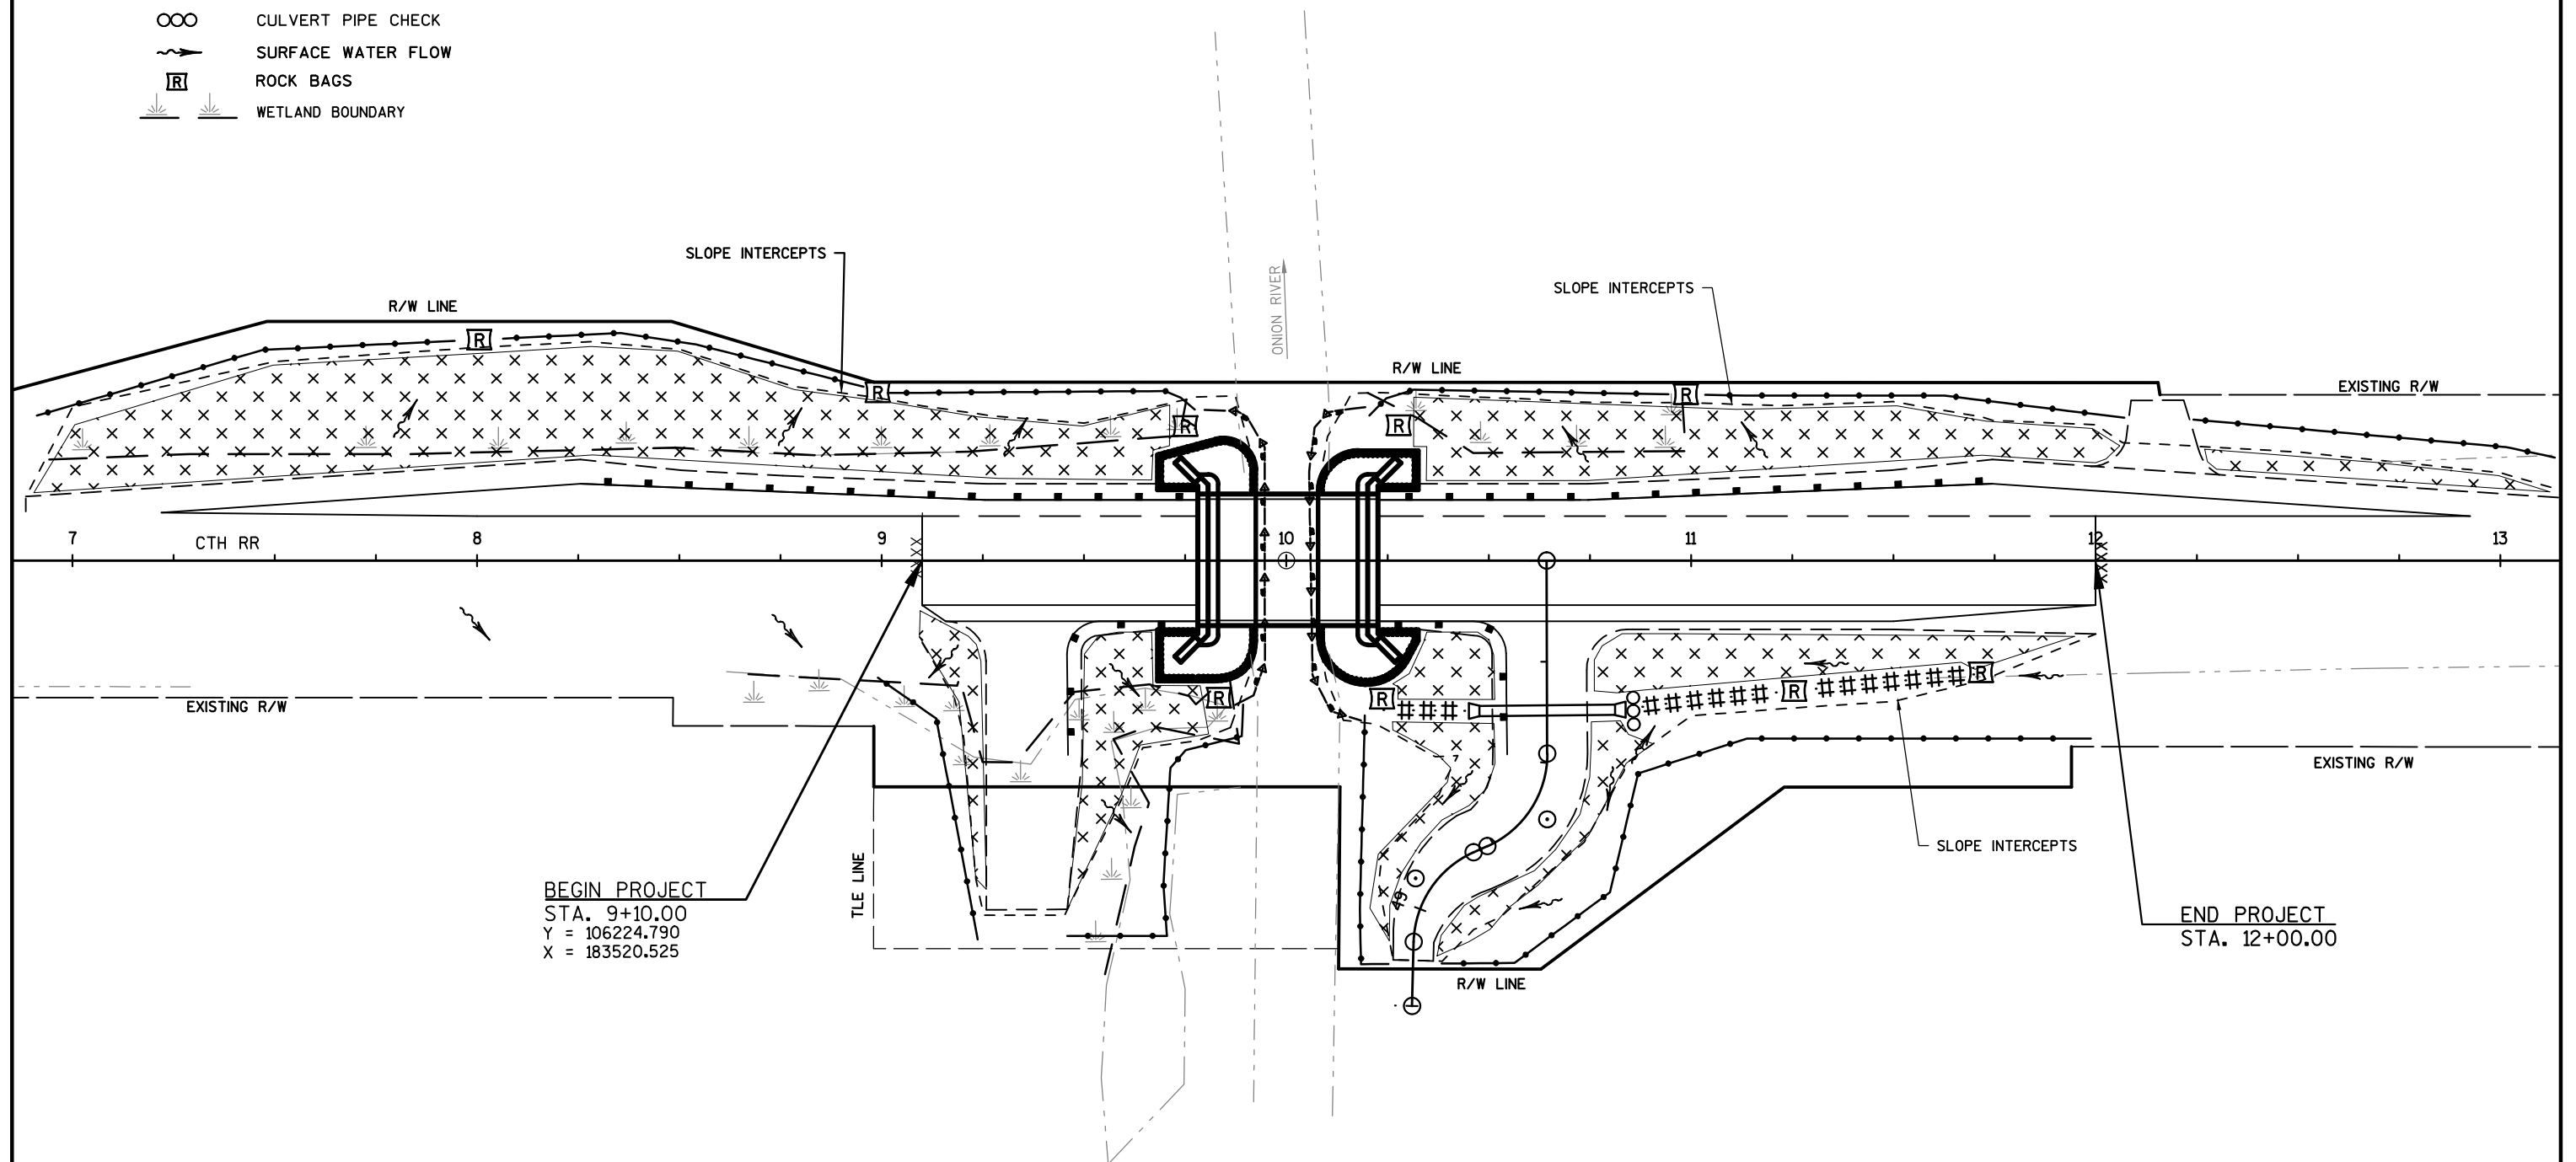 CULVERT PIPE CHECK
SURFACE WATER FLOW
R ROCK BAGS
WETLAND BOUNDARY
SLOPE INTERCEPTS
ONION RIVER
SLOPE INTERCEPTS
R/W LINE
R
R/W LINE
EXISTING R/W
R
R
R
R
7
8
9
10
11
12
13
CTH RR
EXISTING R/W
R
R
R
R
EXISTING R/W
SLOPE INTERCEPTS
TLE LINE
49
BEGIN PROJECT
STA. 9+10.00
Y = 106224.790
X = 183520.525
END PROJECT
STA. 12+00.00
R/W LINE